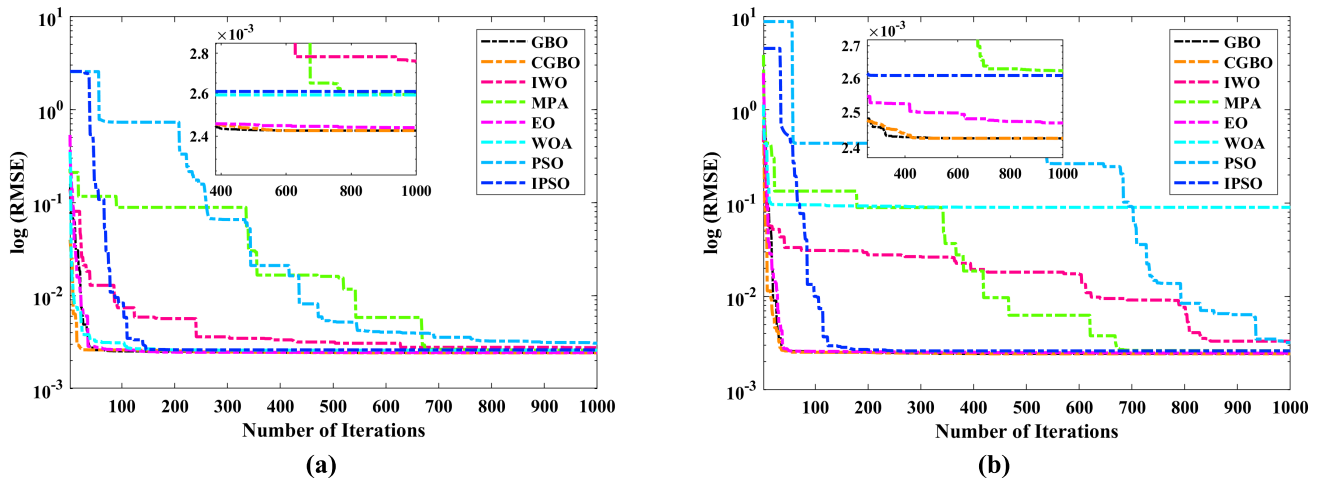 10^1
10^0
10^-1
10^-2
10^-3
log (RMSE)
×10^-3
2.8
2.6
2.4
400
600
800
1000
GBO
CGBO
IWO
MPA
EO
WOA
PSO
IPSO
100
200
300
400
500
600
700
800
900
1000
Number of Iterations
(a)
10^1
10^0
10^-1
10^-2
10^-3
log (RMSE)
×10^-3
2.7
2.6
2.5
2.4
400
600
800
1000
GBO
CGBO
IWO
MPA
EO
WOA
PSO
IPSO
100
200
300
400
500
600
700
800
900
1000
Number of Iterations
(b)